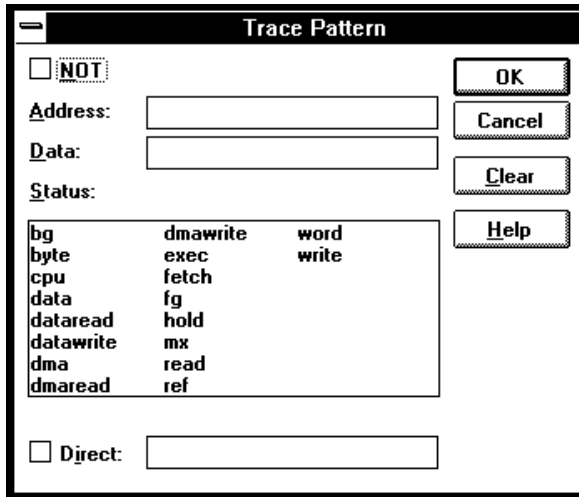 Trace Pattern
NOT
OK
Address:
Cancel
Data:
Clear
Status:
Help
bg dmawrite word
byte exec write
cpu fetch
data fg
dataread hold
datawrite mx
dma read
dmaread ref
Direct: